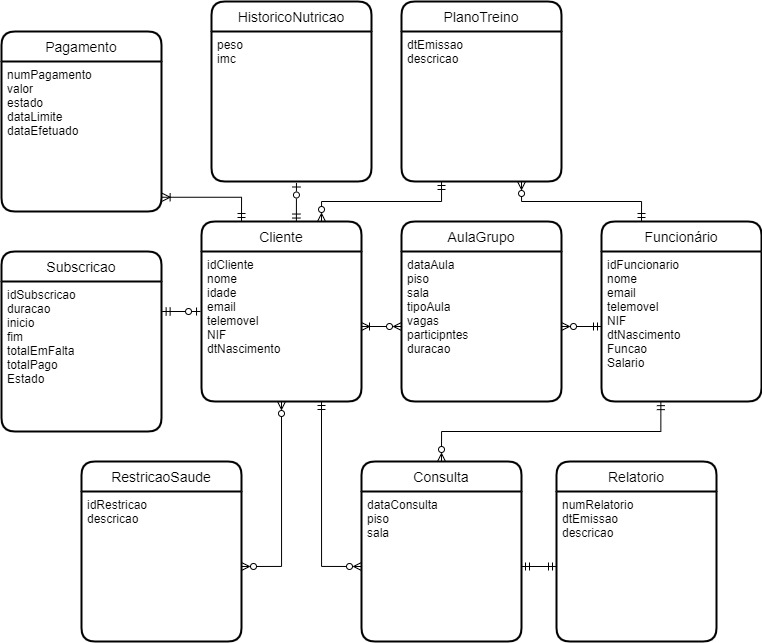 HistoricoNutricao
peso
imc
PlanoTreino
dtEmissao
descricao
Pagamento
numPagamento
valor
estado
dataLimite
dataEfetuado
Cliente
idCliente
nome
idade
email
telemovel
NIF
dtNascimento
AulaGrupo
dataAula
piso
sala
tipoAula
vagas
participntes
duracao
Funcionário
idFuncionario
nome
email
telemovel
NIF
dtNascimento
Funcao
Salario
Subscricao
idSubscricao
duracao
inicio
fim
totalEmFalta
totalPago
Estado
RestricaoSaude
idRestricao
descricao
Consulta
dataConsulta
piso
sala
Relatorio
numRelatorio
dtEmissao
descricao